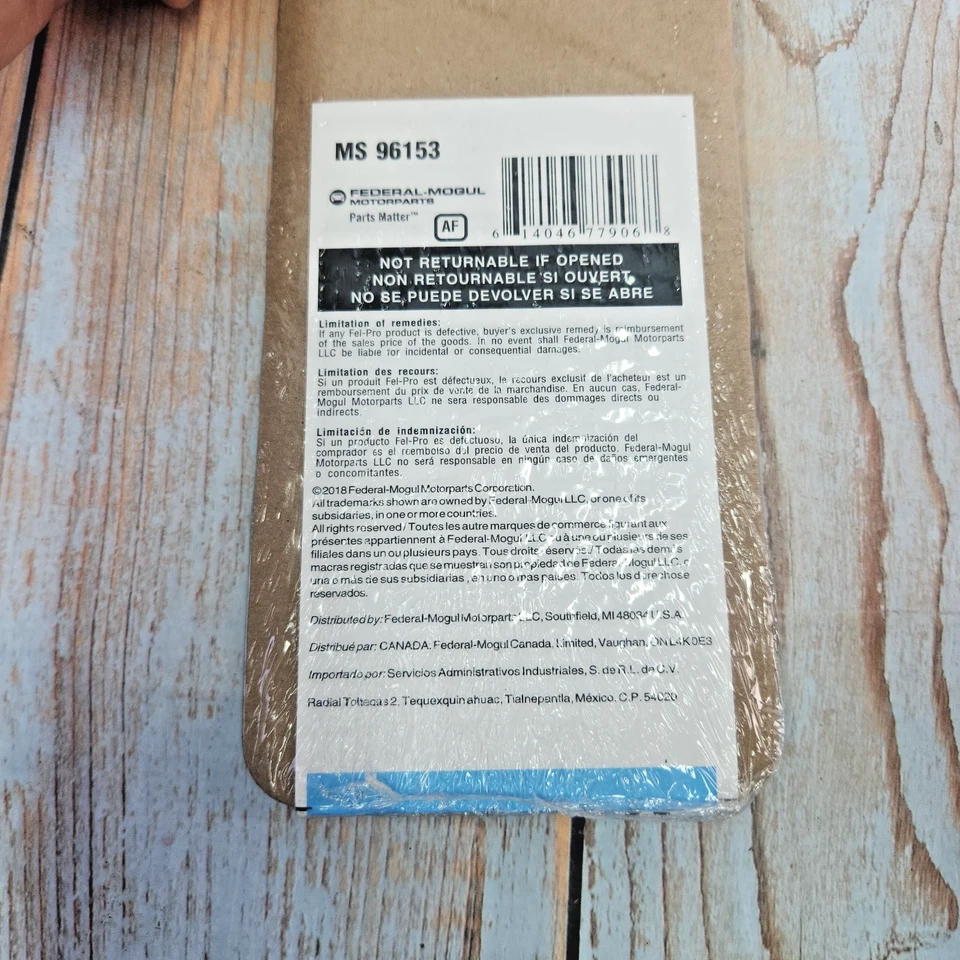 MS 96153
FEDERAL-MOGUL
MOTORPARTS
Parts Matter™
AF
6 14046 77906 8
NOT RETURNABLE IF OPENED
NON RETOURNABLE SI OUVERT
NO SE PUEDE DEVOLVER SI SE ABRE
Limitation of remedies:
If any Fel-Pro product is defective, buyer's exclusive remedy is reimbursement
of the sales price of the goods. In no event shall Federal-Mogul Motorparts
LLC be liable for incidental or consequential damages.
Limitation des recours:
Si un produit Fel-Pro est défectueux, le recours exclusif de l'acheteur est un
remboursement du prix de vente de la marchandise. En aucun cas, Federal-
Mogul Motorparts LLC ne sera responsable des dommages directs ou
indirects.
Limitación de indemnización:
Si un producto Fel-Pro es defectuoso, la única indemnización del
comprador es el reembolso del precio de venta del producto. Federal-Mogul
Motorparts LLC no será responsable en ningún caso de daños emergentes
o concomitantes.
©2018 Federal-Mogul Motorparts Corporation.
All trademarks shown are owned by Federal-Mogul LLC, or one of its
subsidiaries, in one or more countries.
All rights reserved / Toutes les autre marques de commerce figurant aux
présentes appartiennent à Federal-Mogul LLC ou à une ou plusieurs de ses
filiales dans un ou plusieurs pays. Tous droits réservés / Todas las demás
macras registradas que se muestran son propiedad de Federal-Mogul LLC, o
una o más de sus subsidiarias, en uno o mas países. Todos los derechose
reservados.
Distributed by: Federal-Mogul Motorparts LLC, Southfield, MI 48034 U.S.A.
Distribué par: CANADA. Federal-Mogul Canada. Limited, Vaughan, ON L4K 0E3
Importado por: Servicios Administrativos Industriales, S. de R.L. de C.V.
Radial Toltecas 2, Tequexquinahuac, Tlalnepantla, México. C.P. 54020